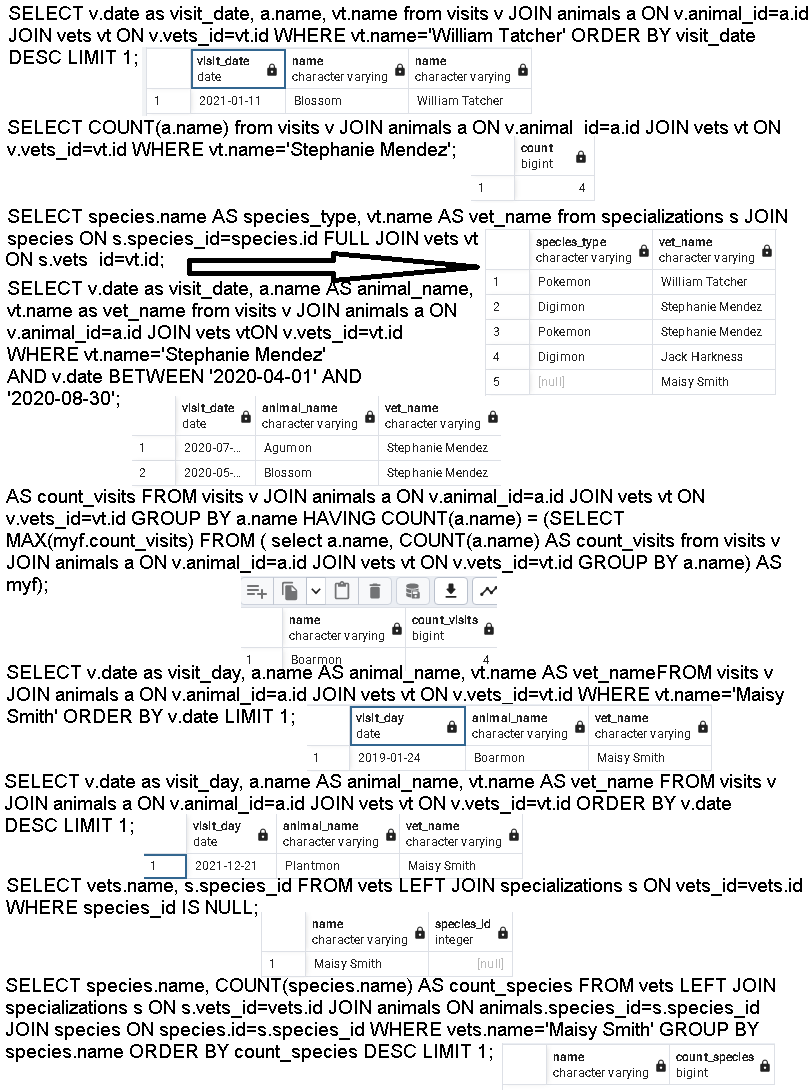 SELECT v.date as visit_date, a.name, vt.name from visits v JOIN animals a ON v.animal_id=a.id
JOIN vets vt ON v.vets_id=vt.id WHERE vt.name='William Tatcher' ORDER BY visit_date
DESC LIMIT 1;
visit_date name name
date character varying character varying
1 2021-01-11 Blossom William Tatcher
SELECT COUNT(a.name) from visits v JOIN animals a ON v.animal_id=a.id JOIN vets vt ON
v.vets_id=vt.id WHERE vt.name='Stephanie Mendez';
count
bigint
1 4
SELECT species.name AS species_type, vt.name AS vet_name from specializations s JOIN
species ON s.species_id=species.id FULL JOIN vets vt
ON s.vets_id=vt.id;
species_type vet_name
character varying character varying
1 Pokemon William Tatcher
2 Digimon Stephanie Mendez
3 Pokemon Stephanie Mendez
4 Digimon Jack Harkness
5 [null] Maisy Smith
SELECT v.date as visit_date, a.name AS animal_name,
vt.name as vet_name from visits v JOIN animals a ON
v.animal_id=a.id JOIN vets vtON v.vets_id=vt.id
WHERE vt.name='Stephanie Mendez'
AND v.date BETWEEN '2020-04-01' AND
'2020-08-30';
visit_date animal_name vet_name
date character varying character varying
1 2020-07-... Agumon Stephanie Mendez
2 2020-05-... Blossom Stephanie Mendez
AS count_visits FROM visits v JOIN animals a ON v.animal_id=a.id JOIN vets vt ON
v.vets_id=vt.id GROUP BY a.name HAVING COUNT(a.name) = (SELECT
MAX(myf.count_visits) FROM ( select a.name, COUNT(a.name) AS count_visits from visits v
JOIN animals a ON v.animal_id=a.id JOIN vets vt ON v.vets_id=vt.id GROUP BY a.name) AS
myf);
name count_visits
character varying bigint
1 Boarmon 4
SELECT v.date as visit_day, a.name AS animal_name, vt.name AS vet_nameFROM visits v
JOIN animals a ON v.animal_id=a.id JOIN vets vt ON v.vets_id=vt.id WHERE vt.name='Maisy
Smith' ORDER BY v.date LIMIT 1;
visit_day animal_name vet_name
date character varying character varying
1 2019-01-24 Boarmon Maisy Smith
SELECT v.date as visit_day, a.name AS animal_name, vt.name AS vet_name FROM visits v
JOIN animals a ON v.animal_id=a.id JOIN vets vt ON v.vets_id=vt.id ORDER BY v.date
DESC LIMIT 1;
visit_day animal_name vet_name
date character varying character varying
1 2021-12-21 Plantmon Maisy Smith
SELECT vets.name, s.species_id FROM vets LEFT JOIN specializations s ON vets_id=vets.id
WHERE species_id IS NULL;
name species_id
character varying integer
1 Maisy Smith [null]
SELECT species.name, COUNT(species.name) AS count_species FROM vets LEFT JOIN
specializations s ON s.vets_id=vets.id JOIN animals ON animals.species_id=s.species_id
JOIN species ON species.id=s.species_id WHERE vets.name='Maisy Smith' GROUP BY
species.name ORDER BY count_species DESC LIMIT 1;
name count_species
character varying bigint